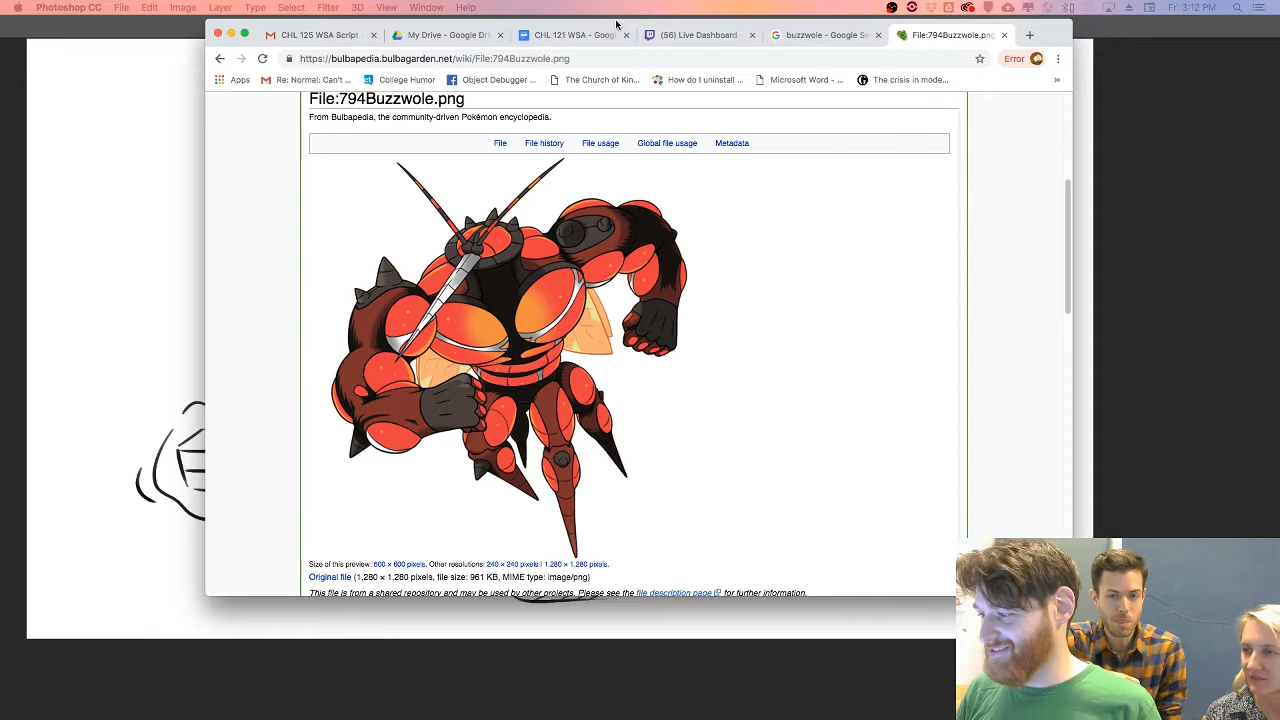 Photoshop CC File Edit Image Layer Type Select Filter 3D View Window Help Fri 3:12 PM
CHL 125 WSA Script - My Drive - Google Dri CHL 121 WSA - Goog (56) Live Dashboard - buzzwole - Google Se File:794Buzzwole.png
https://bulbapedia.bulbagarden.net/wiki/File:794Buzzwole.png Error
Apps Re: Normal: Can't ... College Humor Object Debugger ... The Church of Kin... How do I uninstall ... Microsoft Word - ... The crisis in mode... »
File:794Buzzwole.png
From Bulbapedia, the community-driven Pokémon encyclopedia.
File File history File usage Global file usage Metadata
Size of this preview: 600 × 600 pixels. Other resolutions: 240 × 240 pixels | 1,280 × 1,280 pixels.
Original file (1,280 × 1,280 pixels, file size: 961 KB, MIME type: image/png)
This file is from a shared repository and may be used by other projects. Please see the file description page for further information.